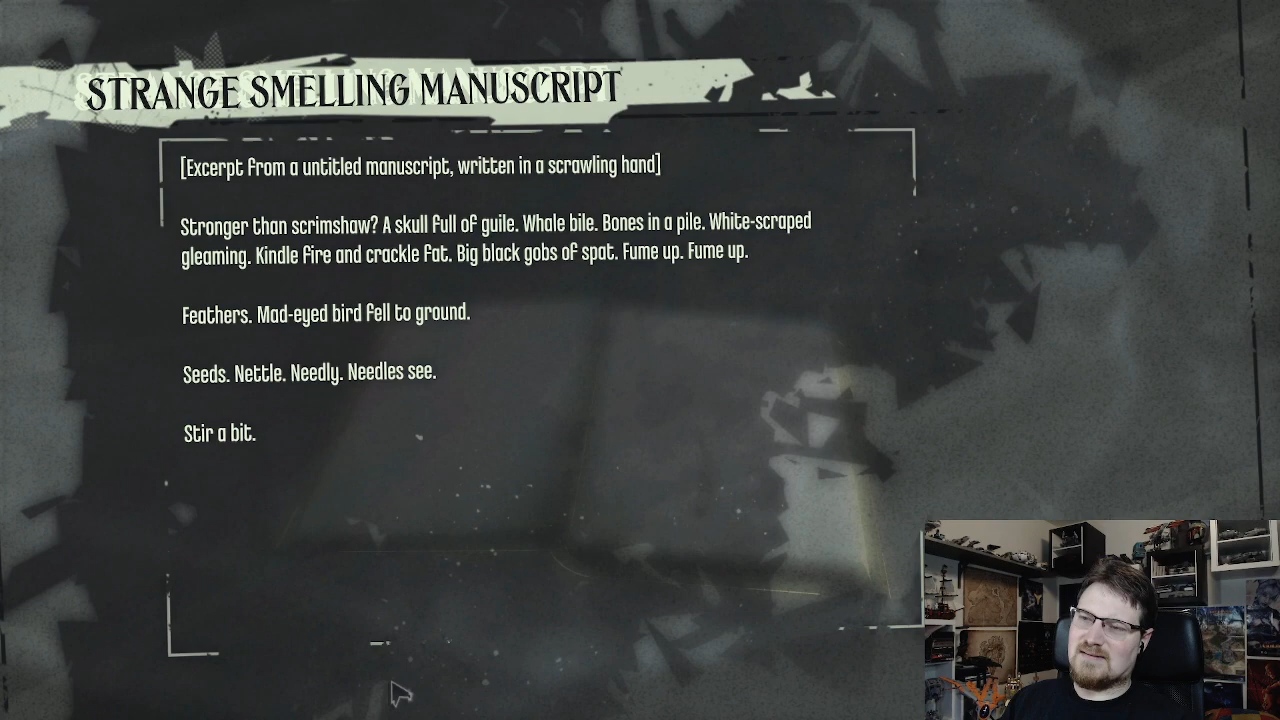 STRANGE SMELLING MANUSCRIPT
[Excerpt from a untitled manuscript, written in a scrawling hand]
Stronger than scrimshaw? A skull full of guile. Whale bile. Bones in a pile. White-scraped
gleaming. Kindle fire and crackle fat. Big black gobs of spat. Fume up. Fume up.
Feathers. Mad-eyed bird fell to ground.
Seeds. Nettle. Needly. Needles see.
Stir a bit.